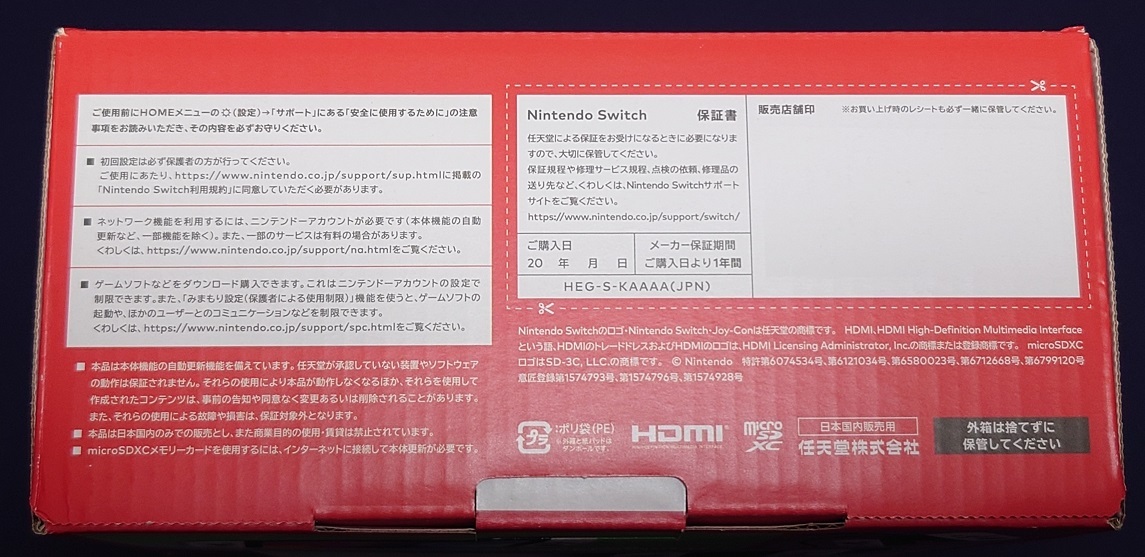 ご使用前にHOMEメニューの (設定)→「サポート」にある「安全に使用するために」の注意
事項をお読みいただき、その内容を必ずお守りください。
■ 初回設定は必ず保護者の方が行ってください。
ご使用にあたり、https://www.nintendo.co.jp/support/sup.htmlに掲載の
「Nintendo Switch利用規約」に同意していただく必要があります。
■ ネットワーク機能を利用するには、ニンテンドーアカウントが必要です(本体機能の自動
更新など、一部機能を除く)。また、一部のサービスは有料の場合があります。
くわしくは、https://www.nintendo.co.jp/support/na.htmlをご覧ください。
■ ゲームソフトなどをダウンロード購入できます。これはニンテンドーアカウントの設定で
制限できます。また、「みまもり設定(保護者による使用制限)」機能を使うと、ゲームソフトの
起動や、ほかのユーザーとのコミュニケーションなどを制限できます。
くわしくは、https://www.nintendo.co.jp/support/spc.htmlをご覧ください。
■ 本品は本体機能の自動更新機能を備えています。任天堂が承認していない装置やソフトウェア
の動作は保証されません。それらの使用により本品が動作しなくなるほか、それらを使用して
作成されたコンテンツは、事前の告知や同意なく変更あるいは削除されることがあります。
また、それらの使用による故障や損害は、保証対象外となります。
■ 本品は日本国内のみでの販売とし、また商業目的の使用・賃貸は禁止されています。
■ microSDXCメモリーカードを使用するには、インターネットに接続して本体更新が必要です。
Nintendo Switch 保証書
任天堂による保証をお受けになるときに必要になりま
すので、大切に保管してください。
保証規程や修理サービス規程、点検の依頼、修理品の
送り先など、くわしくは、Nintendo Switchサポート
サイトをご覧ください。
https://www.nintendo.co.jp/support/switch/
ご購入日
20 年 月 日
メーカー保証期間
ご購入日より1年間
HEG-S-KAAAA(JPN)
販売店舗印 ※お買い上げ時のレシートも必ず一緒に保管してください。
Nintendo Switchのロゴ・Nintendo Switch・Joy-Conは任天堂の商標です。 HDMI、HDMI High-Definition Multimedia Interface
という語、HDMIのトレードドレスおよびHDMIのロゴは、HDMI Licensing Administrator, Inc.の商標または登録商標です。 microSDXC
ロゴはSD-3C, LLC.の商標です。 © Nintendo 特許第6074534号、第6121034号、第6580023号、第6712668号、第6799120号
意匠登録第1574793号、第1574796号、第1574928号
プラ
:ポリ袋(PE)
※外箱と紙パッドは
ダンボールです。
HDMI
HIGH-DEFINITION MULTIMEDIA INTERFACE
micro
SD
XC
日本国内販売用
任天堂株式会社
外箱は捨てずに
保管してください